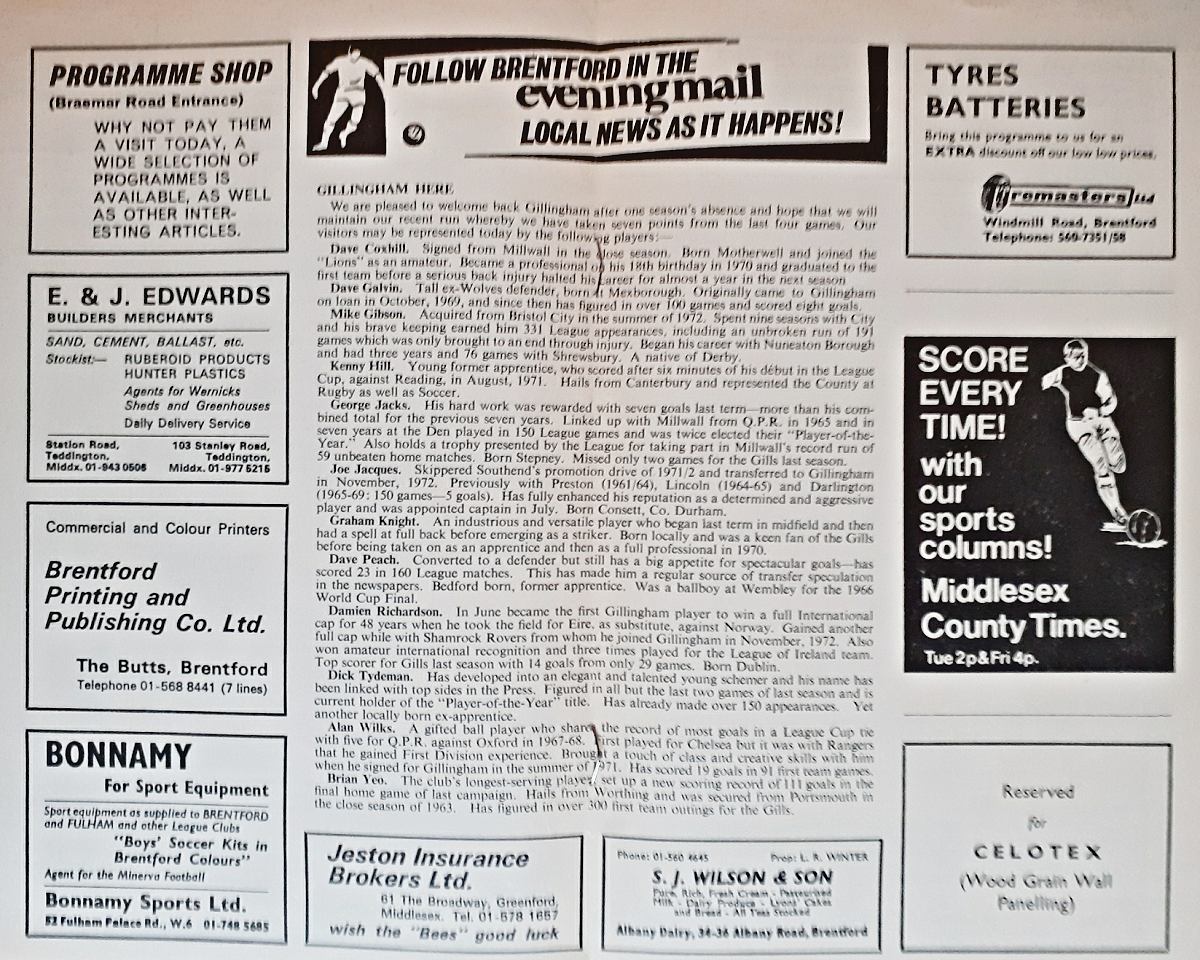 PROGRAMME SHOP
(Braemar Road Entrance)
WHY NOT PAY THEM
A VISIT TODAY, A
WIDE SELECTION OF
PROGRAMMES IS
AVAILABLE, AS WELL
AS OTHER INTER-
ESTING ARTICLES.
E. & J. EDWARDS
BUILDERS MERCHANTS
SAND, CEMENT, BALLAST, etc.
Stockist:— RUBEROID PRODUCTS
HUNTER PLASTICS
Agents for Wernicks
Sheds and Greenhouses
Daily Delivery Service
Station Road, 103 Stanley Road,
Teddington, Teddington,
Middx. 01-943 0506 Middx. 01-977 5215
Commercial and Colour Printers
Brentford
Printing and
Publishing Co. Ltd.
The Butts, Brentford
Telephone 01-568 8441 (7 lines)
BONNAMY
For Sport Equipment
Sport equipment as supplied to BRENTFORD
and FULHAM and other League Clubs
"Boys' Soccer Kits in
Brentford Colours"
Agent for the Minerva Football
Bonnamy Sports Ltd.
52 Fulham Palace Rd., W.6 01-748 5685
FOLLOW BRENTFORD IN THE
evening mail
LOCAL NEWS AS IT HAPPENS!
GILLINGHAM HERE
We are pleased to welcome back Gillingham after one season's absence and hope that we will
maintain our recent run whereby we have taken seven points from the last four games. Our
visitors may be represented today by the following players:—
Dave Coxhill. Signed from Millwall in the close season. Born Motherwell and joined the
"Lions" as an amateur. Became a professional on his 18th birthday in 1970 and graduated to the
first team before a serious back injury halted his career for almost a year in the next season
Dave Galvin. Tall ex-Wolves defender, born at Mexborough. Originally came to Gillingham
on loan in October, 1969, and since then has figured in over 100 games and scored eight goals.
Mike Gibson. Acquired from Bristol City in the summer of 1972. Spent nine seasons with City
and his brave keeping earned him 331 League appearances, including an unbroken run of 191
games which was only brought to an end through injury. Began his career with Nuneaton Borough
and had three years and 76 games with Shrewsbury. A native of Derby.
Kenny Hill. Young former apprentice, who scored after six minutes of his début in the League
Cup, against Reading, in August, 1971. Hails from Canterbury and represented the County at
Rugby as well as Soccer.
George Jacks. His hard work was rewarded with seven goals last term—more than his com-
bined total for the previous seven years. Linked up with Millwall from Q.P.R. in 1965 and in
seven years at the Den played in 150 League games and was twice elected their "Player-of-the-
Year." Also holds a trophy presented by the League for taking part in Millwall's record run of
59 unbeaten home matches. Born Stepney. Missed only two games for the Gills last season.
Joe Jacques. Skippered Southend's promotion drive of 1971/2 and transferred to Gillingham
in November, 1972. Previously with Preston (1961/64), Lincoln (1964-65) and Darlington
(1965-69: 150 games—5 goals). Has fully enhanced his reputation as a determined and aggressive
player and was appointed captain in July. Born Consett, Co. Durham.
Graham Knight. An industrious and versatile player who began last term in midfield and then
had a spell at full back before emerging as a striker. Born locally and was a keen fan of the Gills
before being taken on as an apprentice and then as a full professional in 1970.
Dave Peach. Converted to a defender but still has a big appetite for spectacular goals—has
scored 23 in 160 League matches. This has made him a regular source of transfer speculation
in the newspapers. Bedford born, former apprentice. Was a ballboy at Wembley for the 1966
World Cup Final.
Damien Richardson. In June became the first Gillingham player to win a full International
cap for 48 years when he took the field for Eire, as substitute, against Norway. Gained another
full cap while with Shamrock Rovers from whom he joined Gillingham in November, 1972. Also
won amateur international recognition and three times played for the League of Ireland team.
Top scorer for Gills last season with 14 goals from only 29 games. Born Dublin.
Dick Tydeman. Has developed into an elegant and talented young schemer and his name has
been linked with top sides in the Press. Figured in all but the last two games of last season and is
current holder of the "Player-of-the-Year" title. Has already made over 150 appearances. Yet
another locally born ex-apprentice.
Alan Wilks. A gifted ball player who shares the record of most goals in a League Cup tie
with five for Q.P.R. against Oxford in 1967-68. First played for Chelsea but it was with Rangers
that he gained First Division experience. Brought a touch of class and creative skills with him
when he signed for Gillingham in the summer of 1971. Has scored 19 goals in 91 first team games.
Brian Yeo. The club's longest-serving player, set up a new scoring record of 111 goals in the
final home game of last campaign. Hails from Worthing and was secured from Portsmouth in
the close season of 1963. Has figured in over 300 first team outings for the Gills.
Jeston Insurance
Brokers Ltd.
61 The Broadway, Greenford,
Middlesex. Tel. 01-578 1657
wish the "Bees" good luck
Phone: 01-560 4645 Prop: L. R. WINTER
S. J. WILSON & SON
Pure, Rich, Fresh Cream - Pasteurised
Milk - Dairy Produce - Lyons' Cakes
and Bread - All Teas Stocked
Albany Dairy, 34-36 Albany Road, Brentford
TYRES
BATTERIES
Bring this programme to us for an
EXTRA discount off our low low prices.
Tyremasters Ltd
Windmill Road, Brentford
Telephone: 560-7351/58
SCORE
EVERY
TIME!
with
our
sports
columns!
Middlesex
County Times.
Tue 2p & Fri 4p.
Reserved
for
CELOTEX
(Wood Grain Wall
Panelling)